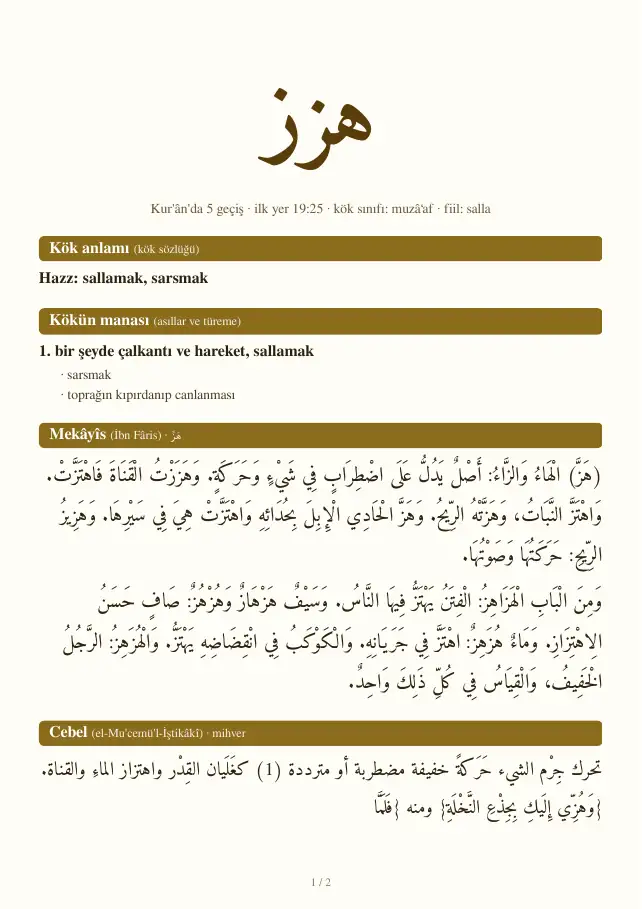 هزز
Kur'ân'da 5 geçiş · ilk yer 19:25 · kök sınıfı: muzâ'af · fiil: salla
Kök anlamı (kök sözlüğü)
Hazz: sallamak, sarsmak
Kökün manası (asıllar ve türeme)
1. bir şeyde çalkantı ve hareket, sallamak
· sarsmak
· toprağın kıpırdanıp canlanması
Mekâyîs (İbn Fâris) · هَزَّ
(هَزَّ) الْهَاءُ وَالزَّاءُ: أَصْلٌ يَدُلُّ عَلَى اضْطِرَابٍ فِي شَيْءٍ وَحَرَكَةٍ. وَهَزَزْتُ الْقَنَاةَ فَاهْتَزَّتْ.
وَاهْتَزَّ النَّبَاتُ، وَهَزَّتْهُ الرِّيحُ. وَهَزَّ الْحَادِي الْإِبِلَ بِحُدَائِهِ وَاهْتَزَّتْ هِيَ فِي سَيْرِهَا. وَهَزِيزُ
الرِّيحِ: حَرَكَتُهَا وَصَوْتُهَا.
وَمِنَ الْبَابِ الْهَزَاهِزُ: الْفِتَنُ يَهْتَزُّ فِيهَا النَّاسُ. وَسَيْفٌ هَزْهَازٌ وَهُزْهُزٌ: صَافٍ حَسَنُ
الِاهْتِزَازِ. وَمَاءٌ هُزَهِزٌ: اهْتَزَّ فِي جَرَيَانِهِ. وَالْكَوْكَبُ فِي انْقِضَاضِهِ يَهْتَزُّ. وَالْهُزَهِزُ: الرَّجُلُ
الْخَفِيفُ، وَالْقِيَاسُ فِي كُلِّ ذَلِكَ وَاحِدٌ.
Cebel (el-Mu'cemü'l-İştikâkî) · mihver
تحرك جِرْم الشيء حَرَكةً خفيفة مضطربة أو مترددة (1) كغَلَيان القِدْر واهتزاز الماءِ والقناة.
{وَهُزِّي إِلَيْكِ بِجِذْعِ النَّخْلَةِ} ومنه {فَلَمَّا
1 / 2